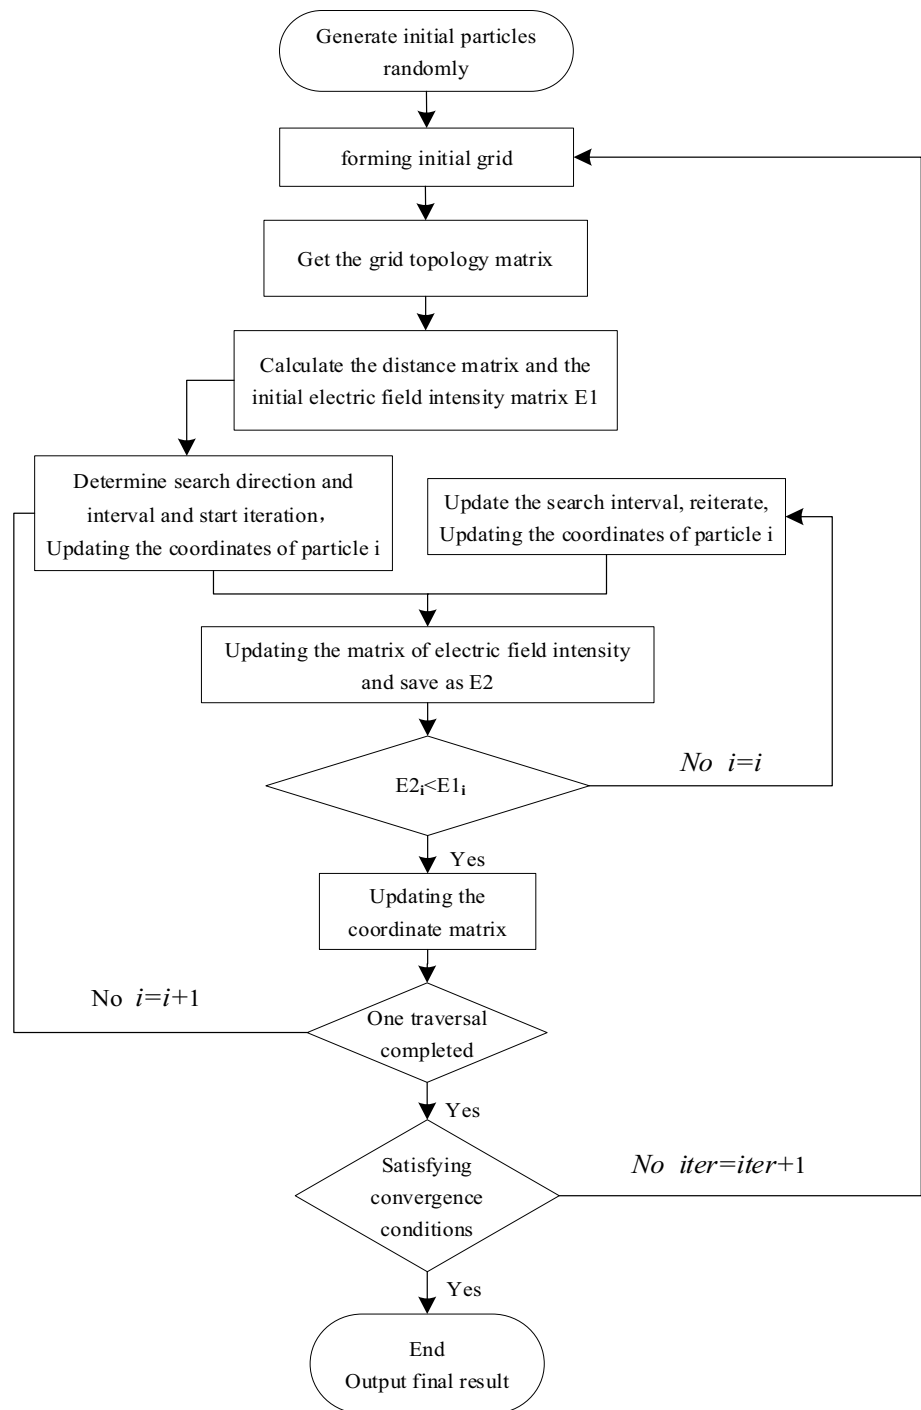 Generate initial particles
randomly
forming initial grid
Get the grid topology matrix
Calculate the distance matrix and the
initial electric field intensity matrix E1
Determine search direction and
interval and start iteration，
Updating the coordinates of particle i
Update the search interval, reiterate,
Updating the coordinates of particle i
Updating the matrix of electric field intensity
and save as E2
No i=i
E2i<E1i
Yes
Updating the
coordinate matrix
No i=i+1
One traversal
completed
Yes
No iter=iter+1
Satisfying
convergence
conditions
Yes
End
Output final result